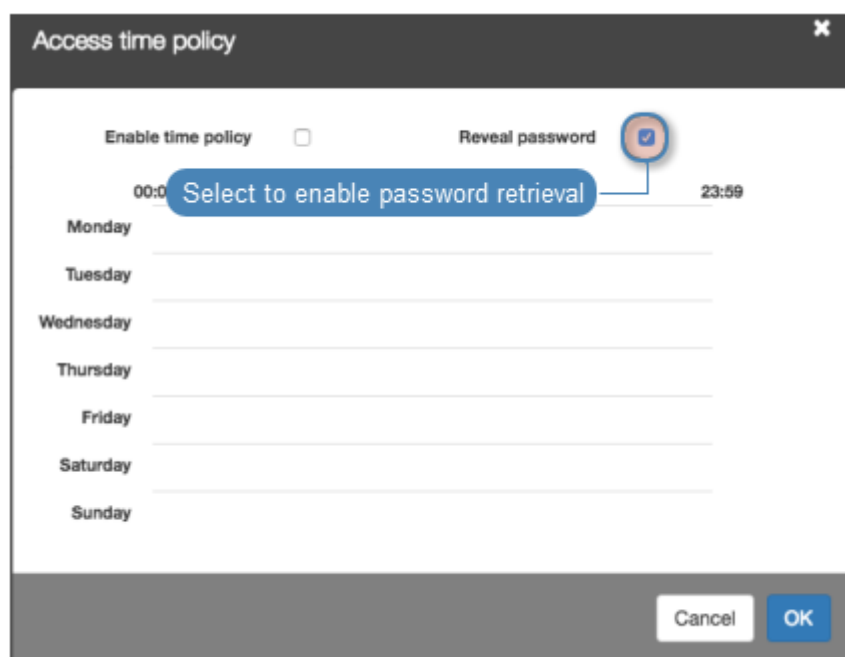 Access time policy
Enable time policy Reveal password
00:0 Select to enable password retrieval 23:59
Monday
Tuesday
Wednesday
Thursday
Friday
Saturday
Sunday
Cancel OK